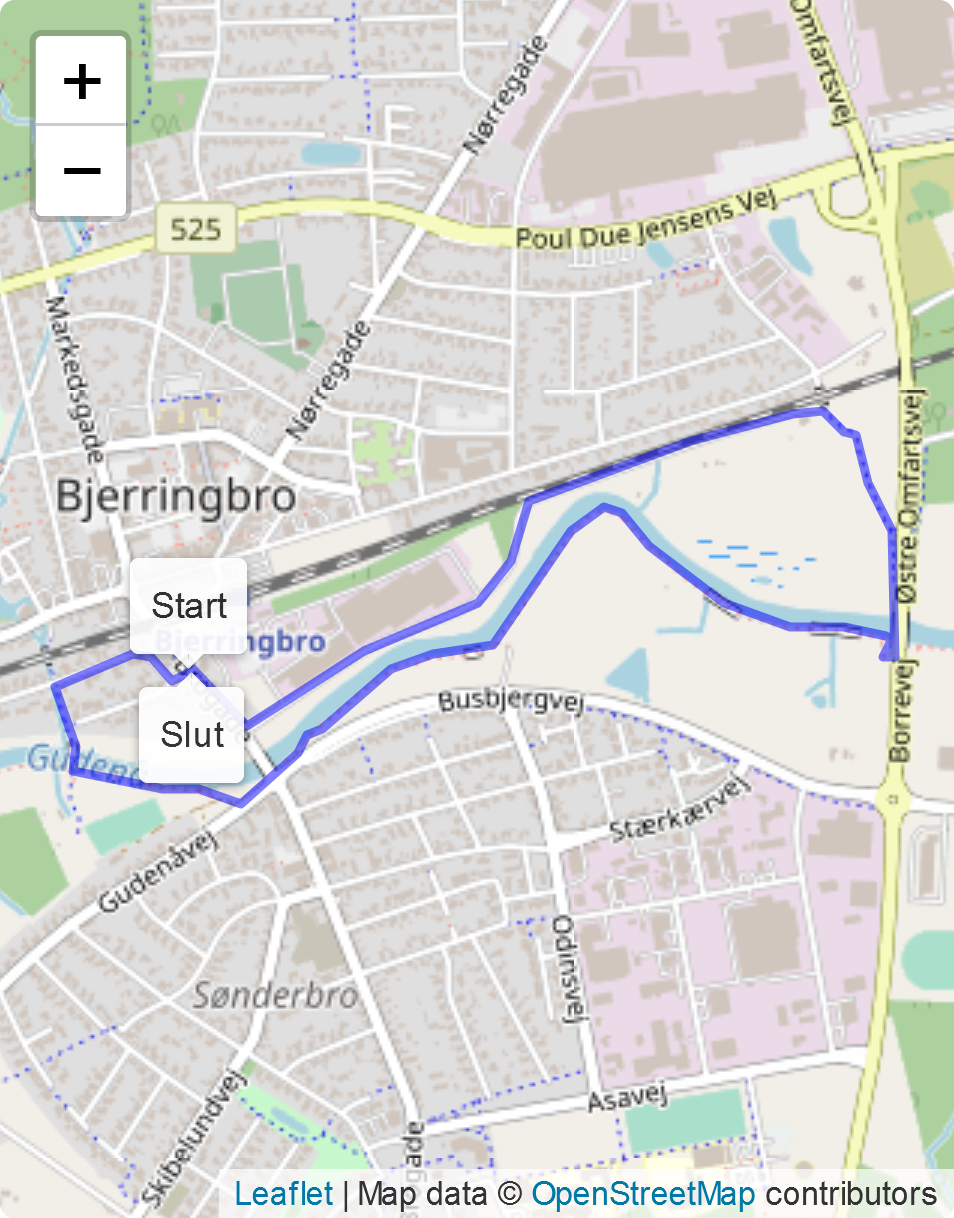 +
−
Omfartsvej
Nørregade
525
Poul Due Jensens Vej
Markedsgade
Nørregade
Østre Omfartsvej
Bjerringbro
Start
Bjerringbro
Slut
Busbjergvej
Borrevej
Gudenå
Stærkærvej
Gudenåvej
Odinsvej
Sønderbro
Skibelundvej
Asavej
Leaflet | Map data © OpenStreetMap contributors